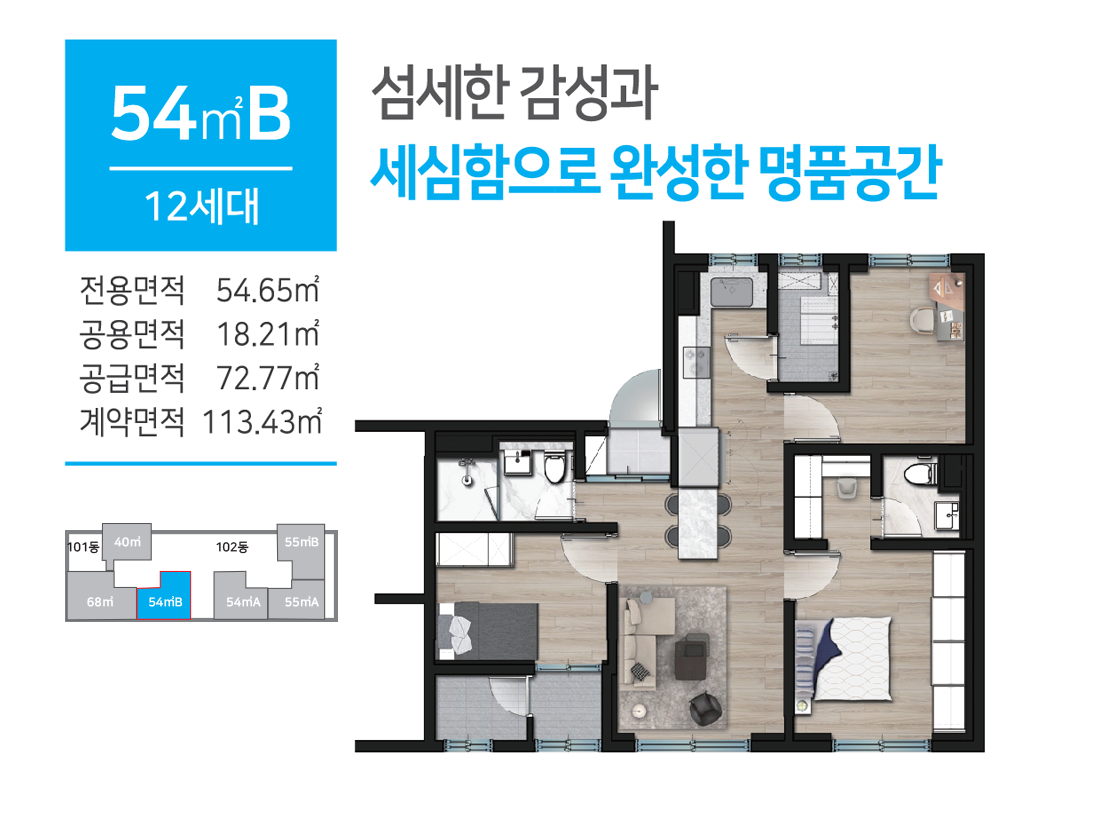 54㎡B
12세대
섬세한 감성과
세심함으로 완성한 명품공간
전용면적 54.65㎡
공용면적 18.21㎡
공급면적 72.77㎡
계약면적 113.43㎡
101동
40㎡
102동
55㎡B
68㎡
54㎡B
54㎡A
55㎡A